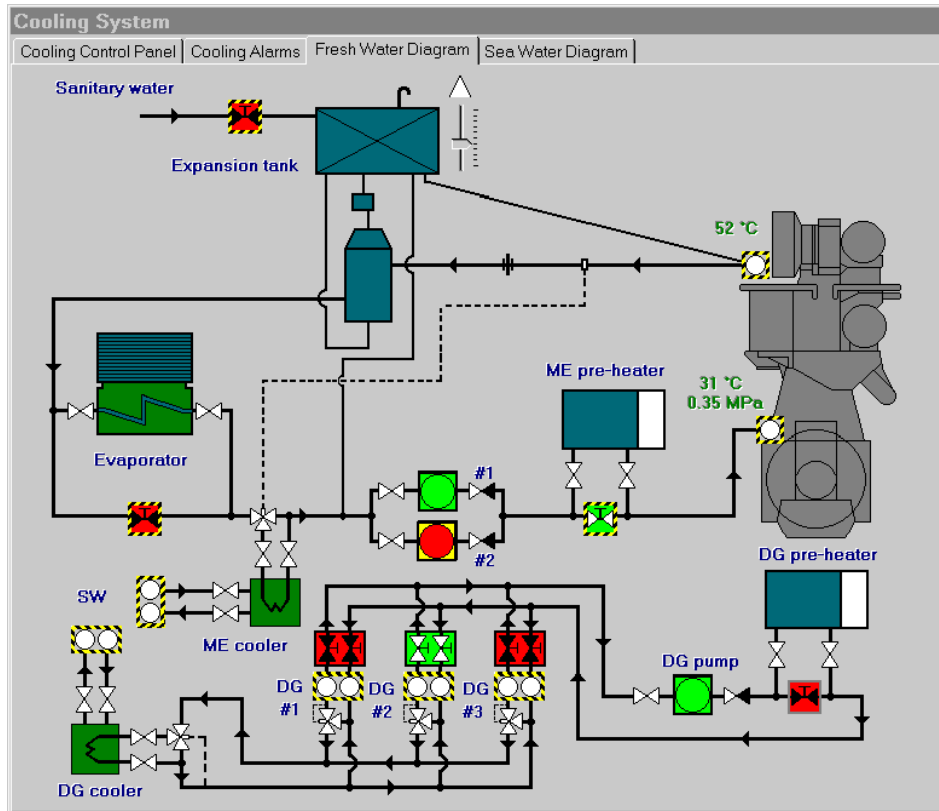 Cooling System
Cooling Control Panel
Cooling Alarms
Fresh Water Diagram
Sea Water Diagram
Sanitary water
Expansion tank
52 °C
ME pre-heater
31 °C
0.35 MPa
Evaporator
#1
#2
DG pre-heater
SW
ME cooler
DG pump
DG
#1
DG
#2
DG
#3
DG cooler